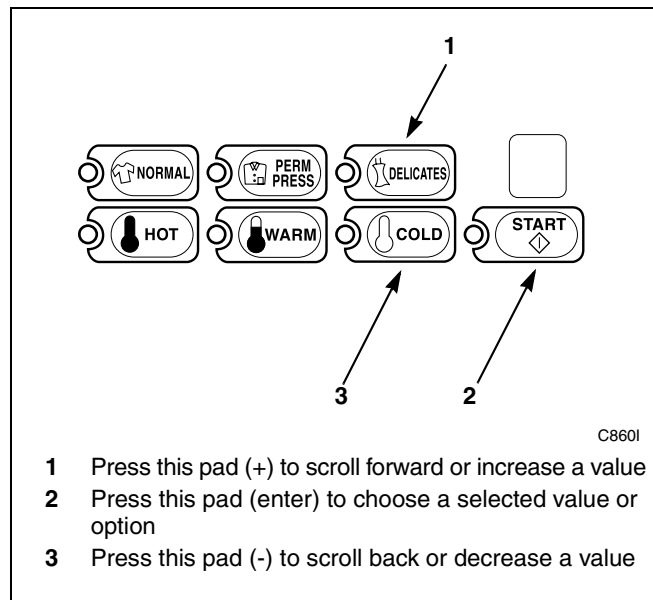 1
NORMAL
PERM
PRESS
DELICATES
HOT
WARM
COLD
START
3
2
C860I
1 Press this pad (+) to scroll forward or increase a value
2 Press this pad (enter) to choose a selected value or
option
3 Press this pad (-) to scroll back or decrease a value